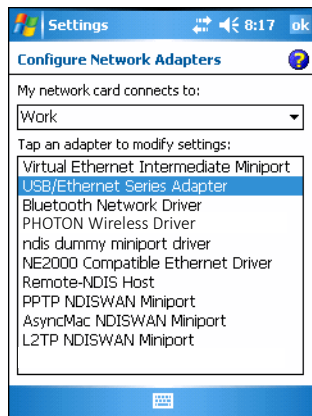 Settings 8:17 ok
Configure Network Adapters ?
My network card connects to:
Work
Tap an adapter to modify settings:
Virtual Ethernet Intermediate Miniport
USB/Ethernet Series Adapter
Bluetooth Network Driver
PHOTON Wireless Driver
ndis dummy miniport driver
NE2000 Compatible Ethernet Driver
Remote-NDIS Host
PPTP NDISWAN Miniport
AsyncMac NDISWAN Miniport
L2TP NDISWAN Miniport